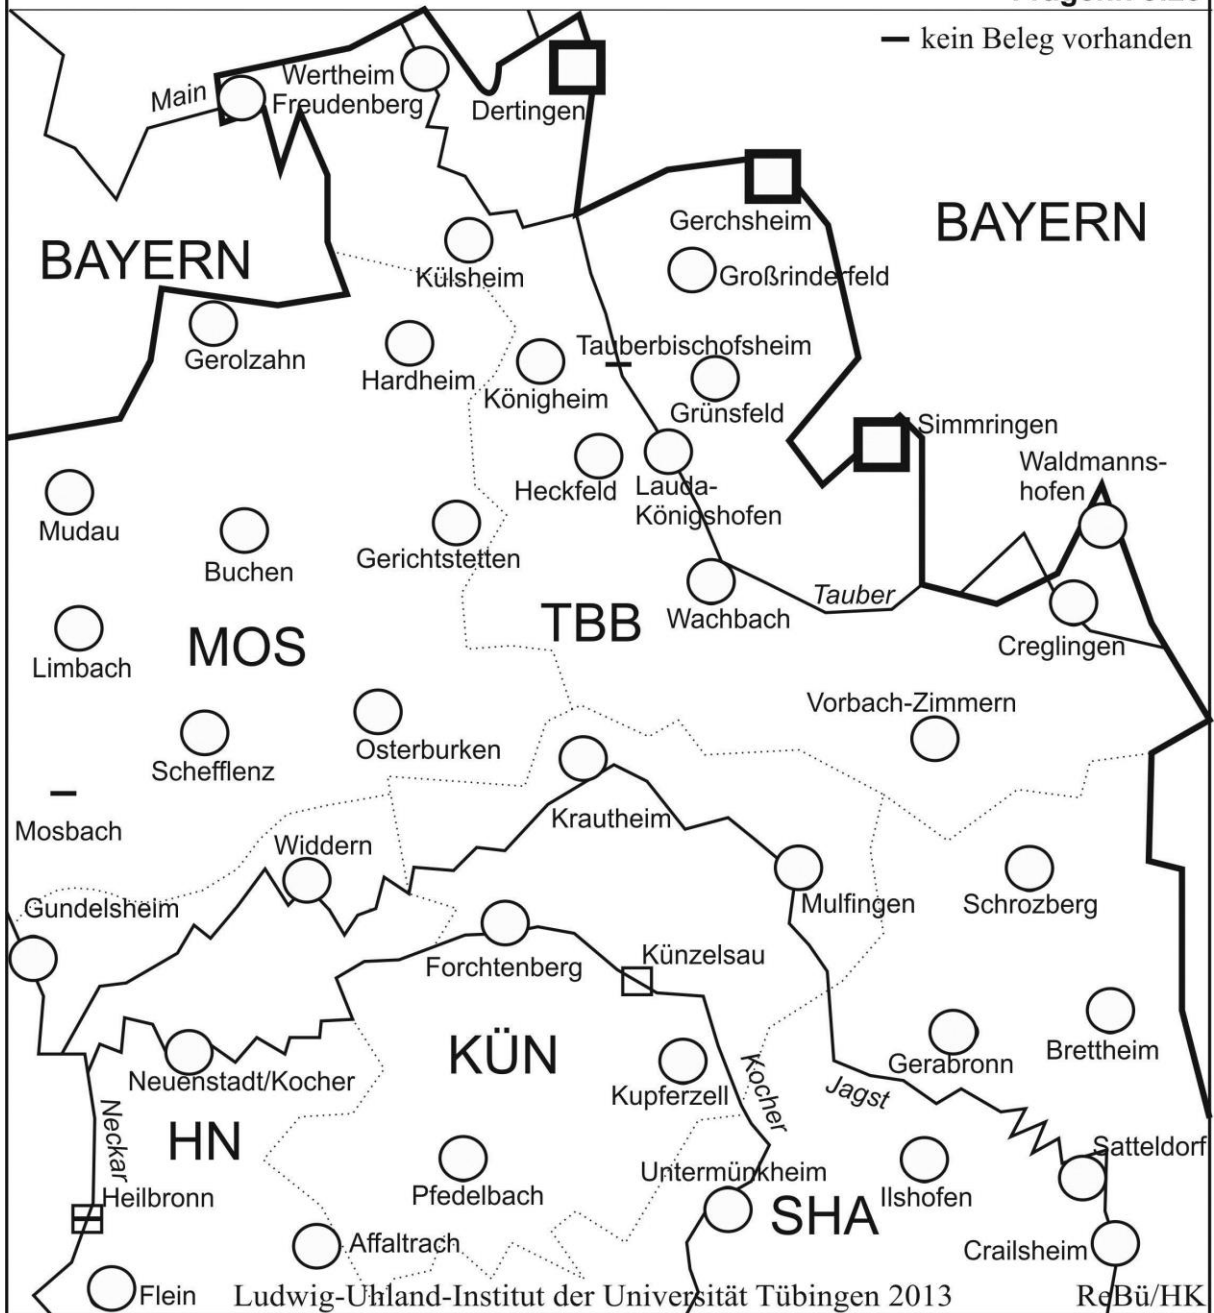 — kein Beleg vorhanden
Main
Wertheim
Freudenberg
Dertingen
Gerchsheim
BAYERN
BAYERN
Külsheim
Großrinderfeld
Gerolzahn
Hardheim
Tauberbischofsheim
Königheim
Grünsfeld
Simmringen
Waldmanns-
hofen
Heckfeld
Lauda-
Königshofen
Mudau
Buchen
Gerichtstetten
Wachbach
Tauber
TBB
MOS
Limbach
Creglingen
Vorbach-Zimmern
Osterburken
Schefflenz
Mosbach
Krautheim
Widdern
Gundelsheim
Mulfingen
Schrozberg
Forchtenberg
Künzelsau
KÜN
Gerabronn
Brettheim
Neuenstadt/Kocher
Kupferzell
Kocher
Jagst
Neckar
HN
Satteldorf
Untermünkheim
Heilbronn
Pfedelbach
Ilshofen
SHA
Affaltrach
Crailsheim
Flein
Ludwig-Uhland-Institut der Universität Tübingen 2013
ReBü/HK